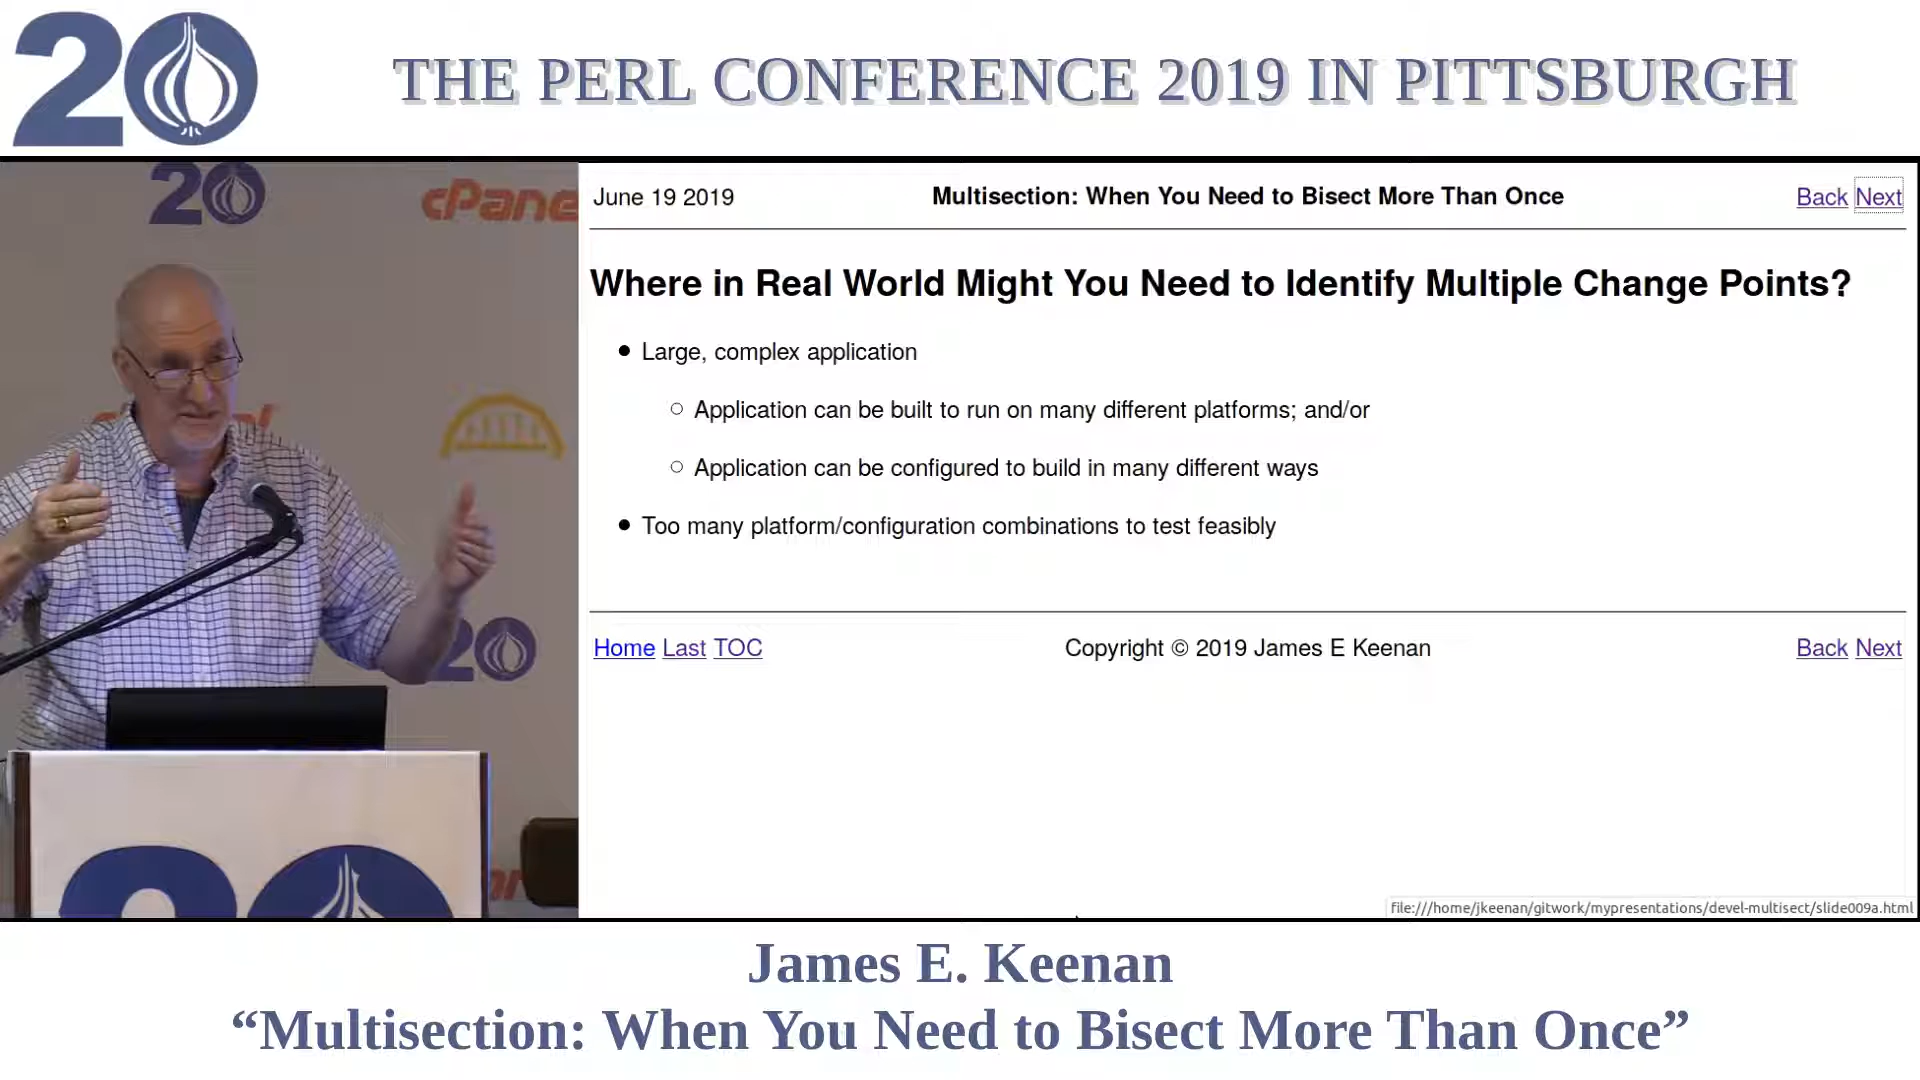 20
THE PERL CONFERENCE 2019 IN PITTSBURGH
20
cPane
June 19 2019
Multisection: When You Need to Bisect More Than Once
Back Next
Where in Real World Might You Need to Identify Multiple Change Points?
Large, complex application
Application can be built to run on many different platforms; and/or
Application can be configured to build in many different ways
Too many platform/configuration combinations to test feasibly
20
Home Last TOC
Copyright © 2019 James E Keenan
Back Next
20
file:///home/jkeenan/gitwork/mypresentations/devel-multisect/slide009a.html
James E. Keenan
“Multisection: When You Need to Bisect More Than Once”